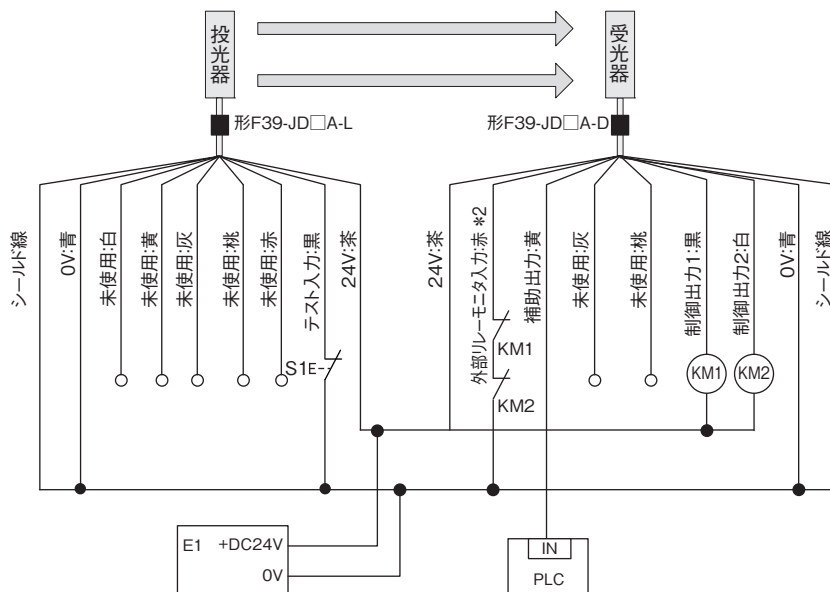 投光器
受光器
形F39-JD□A-L
形F39-JD□A-D
シールド線
0V:青
未使用:白
未使用:黄
未使用:灰
未使用:桃
未使用:赤
テスト入力:黒
24V:茶
24V:茶
外部リレーモニタ入力:赤 *2
補助出力:黄
未使用:灰
未使用:桃
制御出力1:黒
制御出力2:白
0V:青
シールド線
S1
E
KM1
KM2
KM1
KM2
E1 +DC24V
0V
IN
PLC